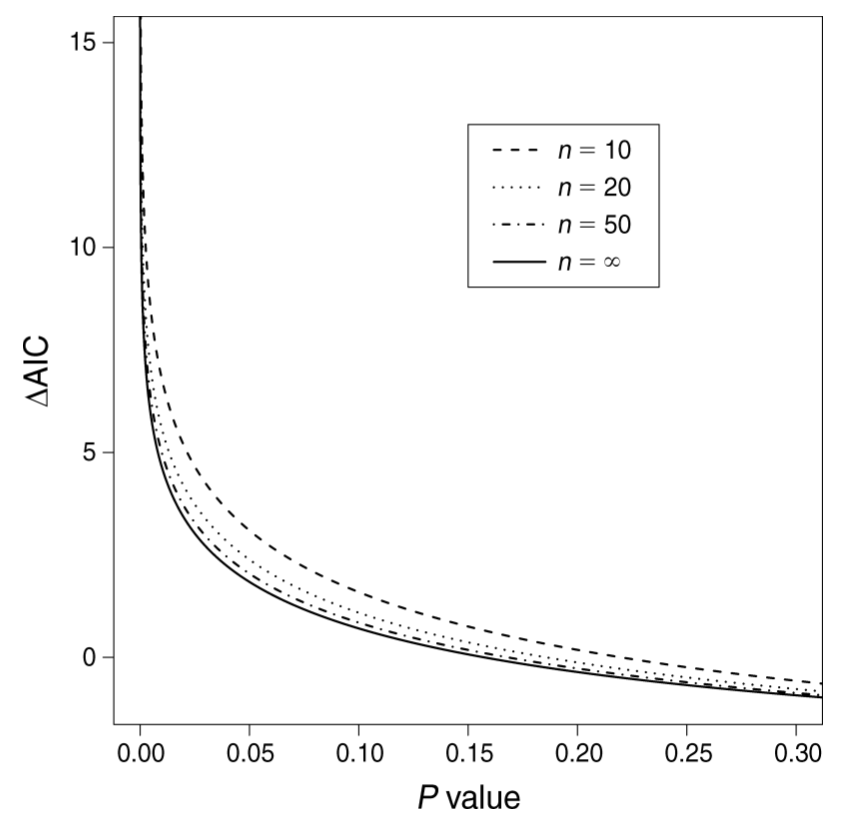 15
10
5
0
ΔAIC
n = 10
n = 20
n = 50
n = ∞
0.00 0.05 0.10 0.15 0.20 0.25 0.30
P value